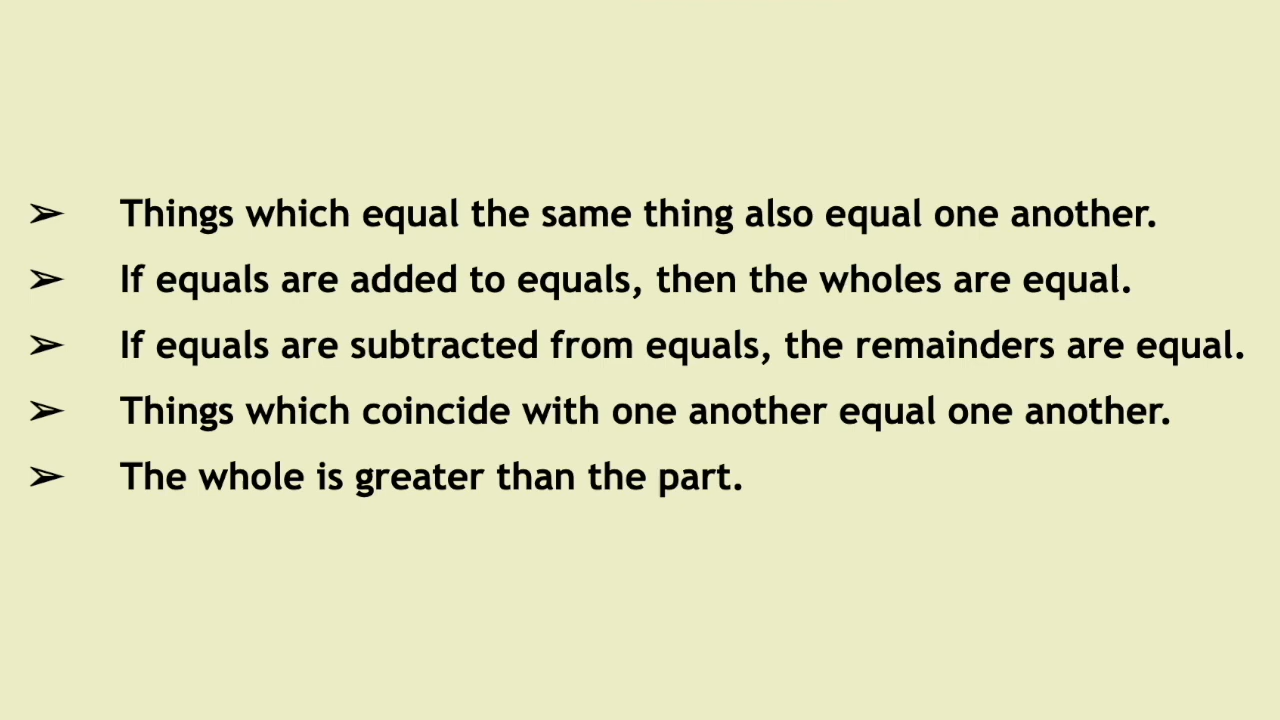 ➢ Things which equal the same thing also equal one another.
➢ If equals are added to equals, then the wholes are equal.
➢ If equals are subtracted from equals, the remainders are equal.
➢ Things which coincide with one another equal one another.
➢ The whole is greater than the part.